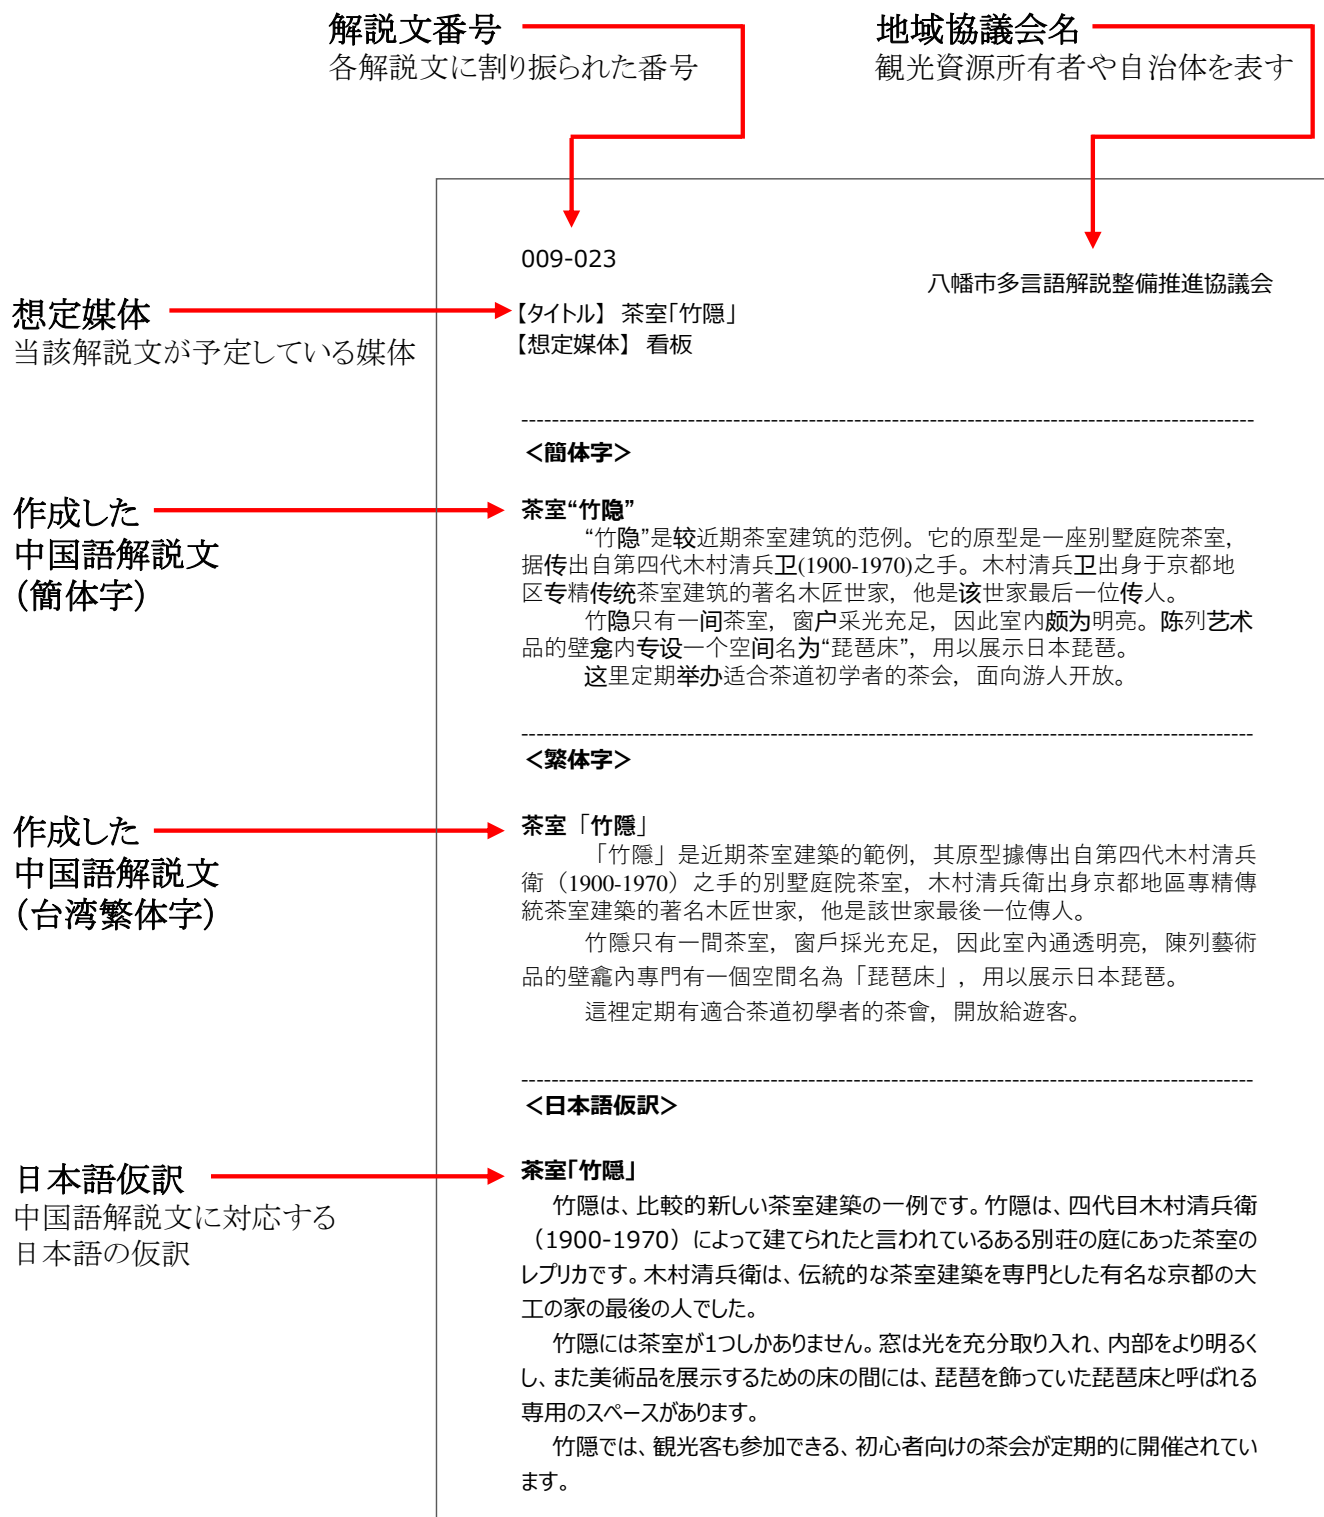 解説文番号
各解説文に割り振られた番号
地域協議会名
観光資源所有者や自治体を表す
009-023
八幡市多言語解説整備推進協議会
想定媒体
当該解説文が予定している媒体
【タイトル】 茶室「竹隠」
【想定媒体】 看板
--------------------------------------------------------------------------------------------------
<簡体字>
作成した
中国語解説文
(簡体字)
茶室“竹隐”
“竹隐”是较近期茶室建筑的范例。它的原型是一座别墅庭院茶室,
据传出自第四代木村清兵卫(1900-1970)之手。木村清兵卫出身于京都地
区专精传统茶室建筑的著名木匠世家，他是该世家最后一位传人。
竹隐只有一间茶室，窗户采光充足，因此室内颇为明亮。陈列艺术
品的壁龛内专设一个空间名为“琵琶床”，用以展示日本琵琶。
这里定期举办适合茶道初学者的茶会，面向游人开放。
--------------------------------------------------------------------------------------------------
<繁体字>
作成した
中国語解説文
(台湾繁体字)
茶室「竹隱」
「竹隱」是近期茶室建築的範例，其原型據傳出自第四代木村清兵
衛（1900-1970）之手的別墅庭院茶室，木村清兵衛出身京都地區專精傳
統茶室建築的著名木匠世家，他是該世家最後一位傳人。
竹隱只有一間茶室，窗戶採光充足，因此室內通透明亮，陳列藝術
品的壁龕內專門有一個空間名為「琵琶床」，用以展示日本琵琶。
這裡定期有適合茶道初學者的茶會，開放給遊客。
--------------------------------------------------------------------------------------------------
<日本語仮訳>
日本語仮訳
中国語解説文に対応する
日本語の仮訳
茶室「竹隠」
竹隠は、比較的新しい茶室建築の一例です。竹隠は、四代目木村清兵衛
（1900-1970）によって建てられたと言われているある別荘の庭にあった茶室の
レプリカです。木村清兵衛は、伝統的な茶室建築を専門とした有名な京都の大
工の家の最後の人でした。
竹隠には茶室が1つしかありません。窓は光を充分取り入れ、内部をより明るく
し、また美術品を展示するための床の間には、琵琶を飾っていた琵琶床と呼ばれる
専用のスペースがあります。
竹隠では、観光客も参加できる、初心者向けの茶会が定期的に開催されてい
ます。